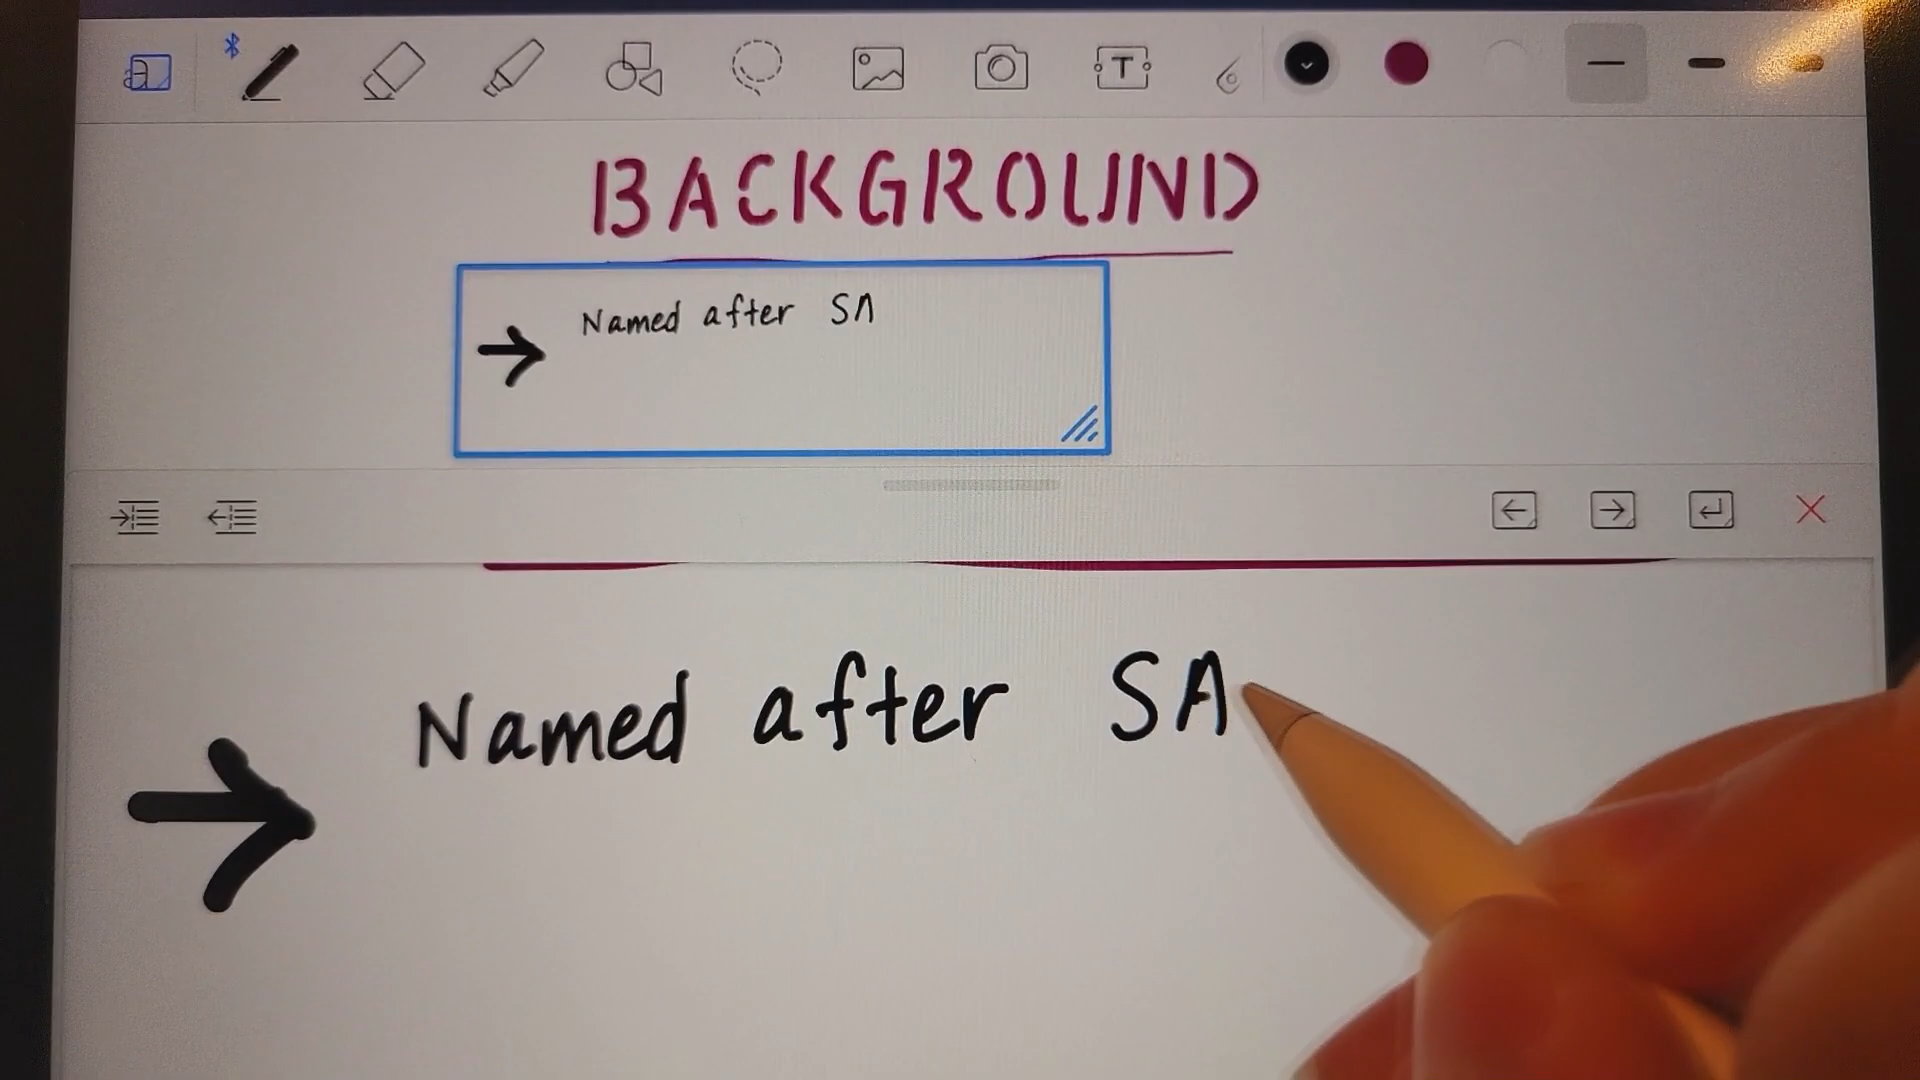 BACKGROUND
→ Named after SA
→ Named after SA